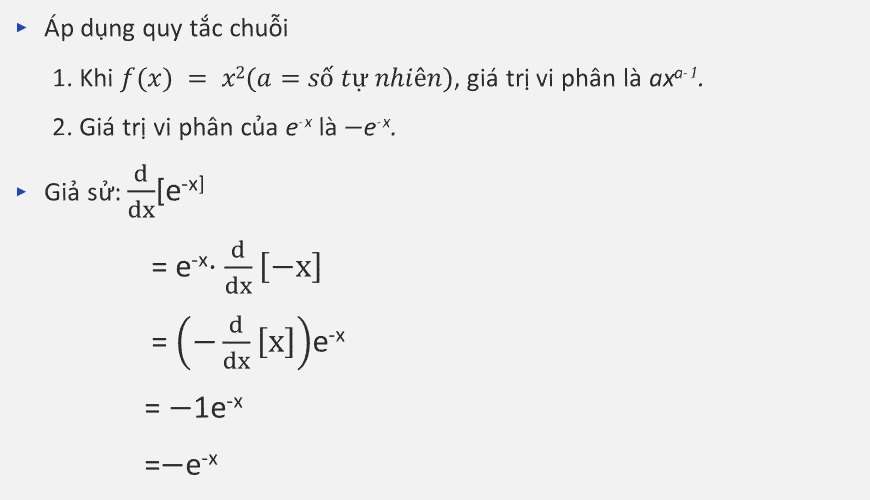 ▸ Áp dụng quy tắc chuỗi
1. Khi f(x) = x²(a = số tự nhiên), giá trị vi phân là axᵃ⁻¹.
2. Giá trị vi phân của e⁻ˣ là −e⁻ˣ.
▸ Giả sử: d/dx[e⁻ˣ]
= e⁻ˣ· d/dx [−x]
= (− d/dx [x])e⁻ˣ
= −1e⁻ˣ
=−e⁻ˣ